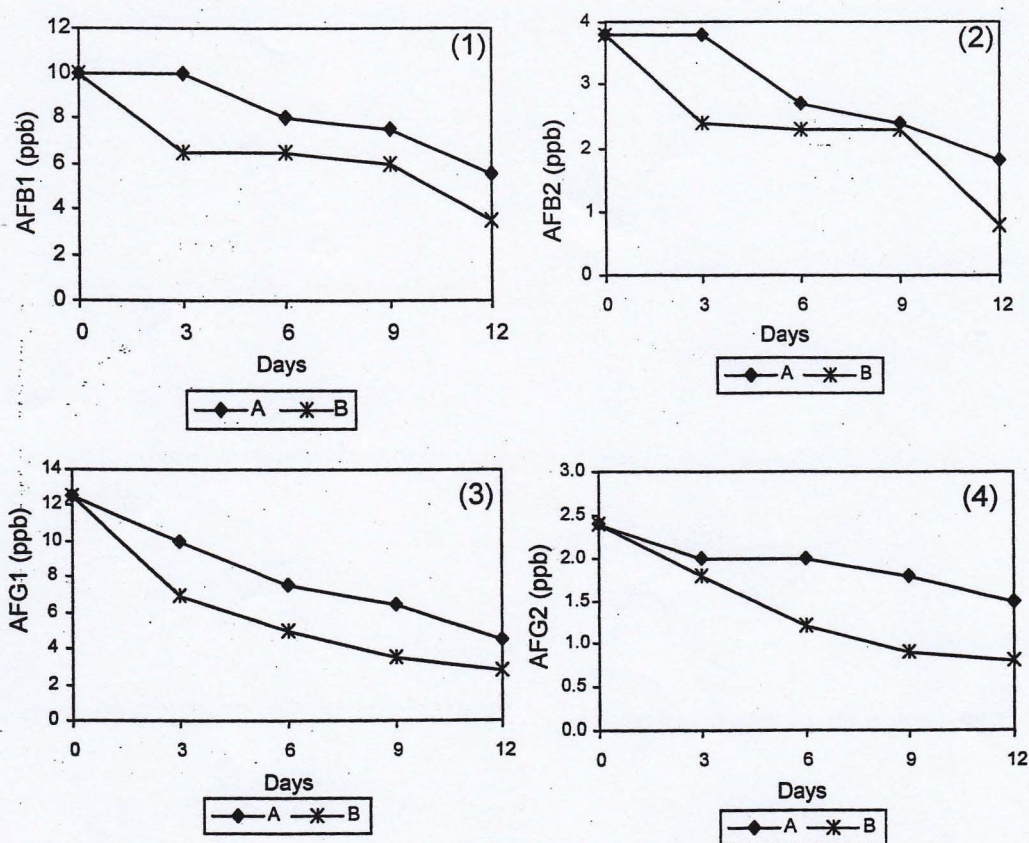 (1)
AFB1 (ppb)
12
10
8
6
4
2
0
0 3 6 9 12
Days
A B
(2)
AFB2 (ppb)
4
3
2
1
0
0 3 6 9 12
Days
A B
(3)
AFG1 (ppb)
14
12
10
8
6
4
2
0
0 3 6 9 12
Days
A B
(4)
AFG2 (ppb)
3.0
2.5
2.0
1.5
1.0
0.5
0.0
0 3 6 9 12
Days
A B